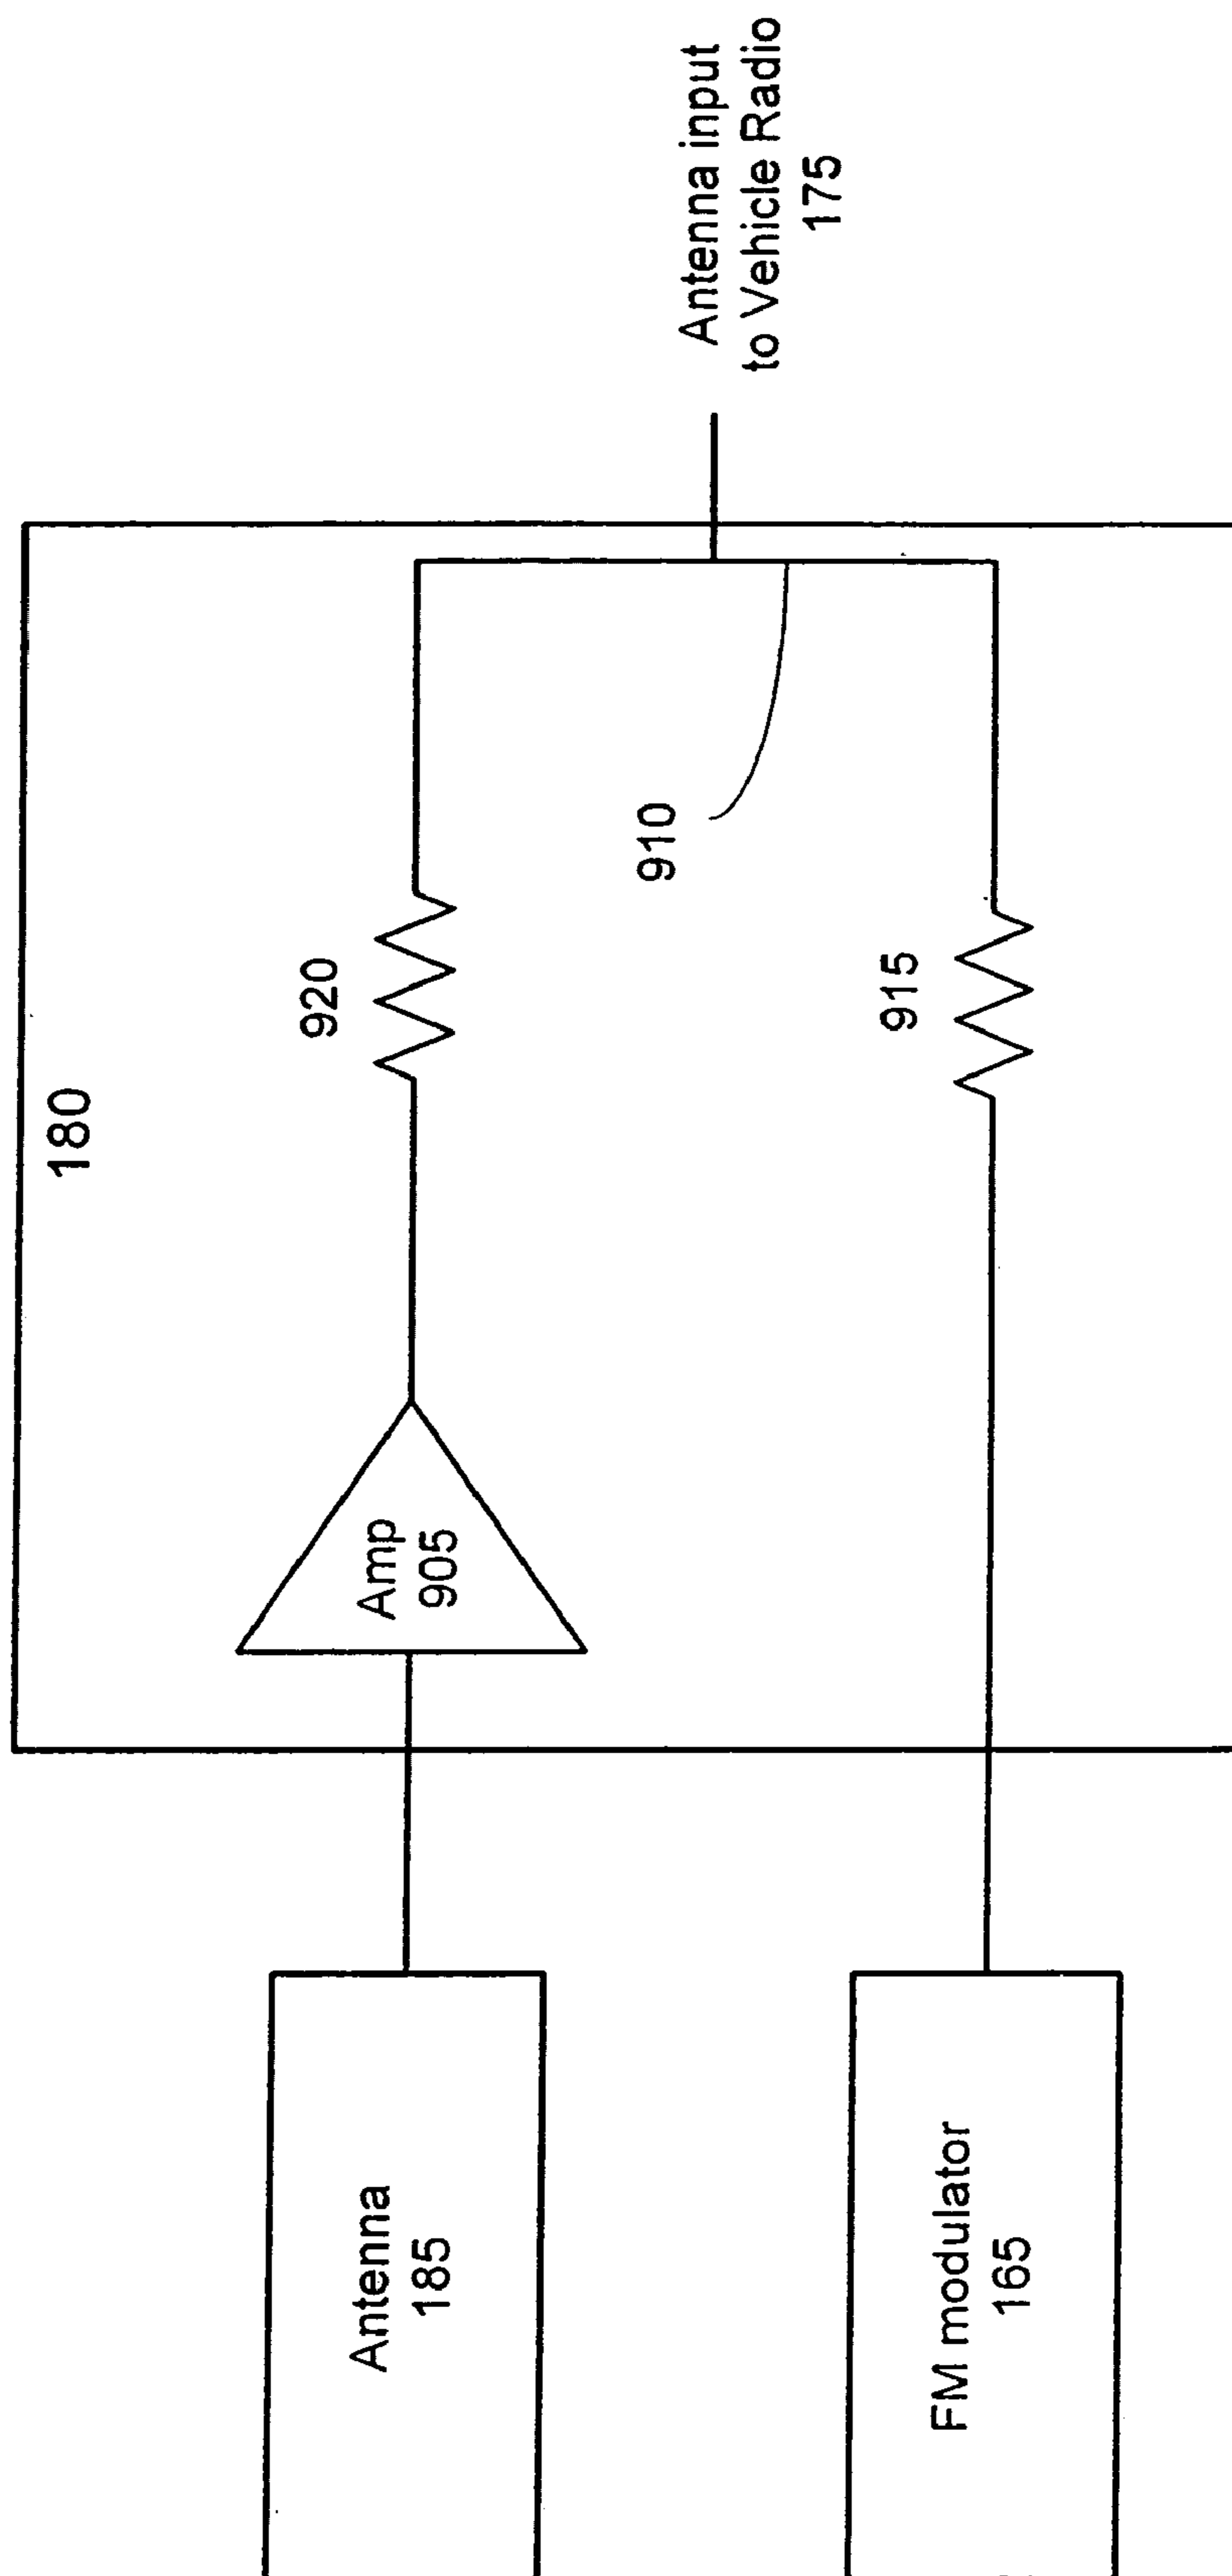 180
Antenna
185
Amp
905
920
910
Antenna input
to Vehicle Radio
175
FM modulator
165
915